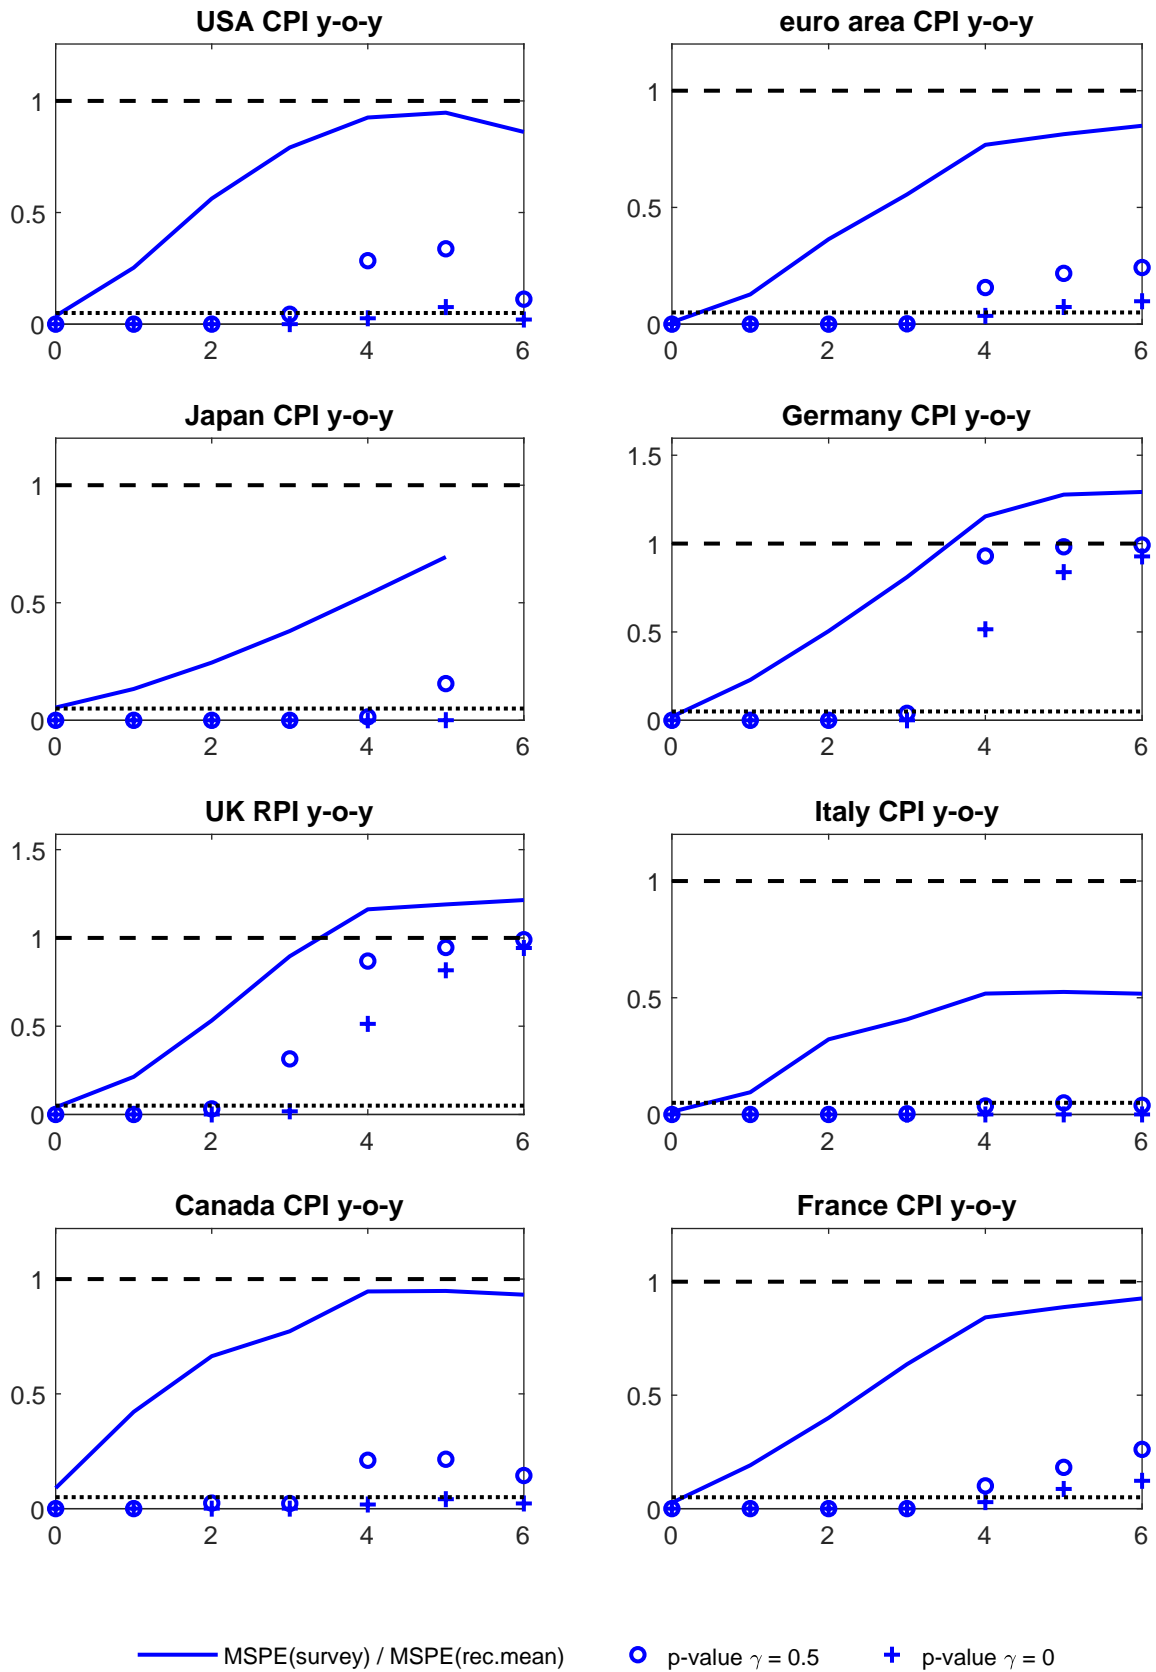 USA CPI y-o-y
1
0.5
0
0 2 4 6
euro area CPI y-o-y
1
0.5
0
0 2 4 6
Japan CPI y-o-y
1
0.5
0
0 2 4 6
Germany CPI y-o-y
1.5
1
0.5
0
0 2 4 6
UK RPI y-o-y
1.5
1
0.5
0
0 2 4 6
Italy CPI y-o-y
1
0.5
0
0 2 4 6
Canada CPI y-o-y
1
0.5
0
0 2 4 6
France CPI y-o-y
1
0.5
0
0 2 4 6
MSPE(survey) / MSPE(rec.mean) p-value γ = 0.5 p-value γ = 0